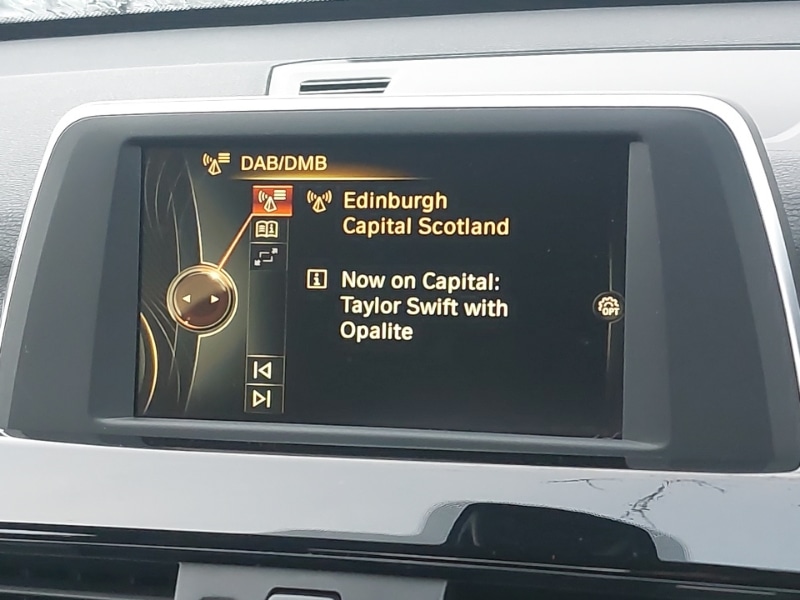 DAB/DMB
Edinburgh
Capital Scotland
Now on Capital:
Taylor Swift with
Opalite
OPT